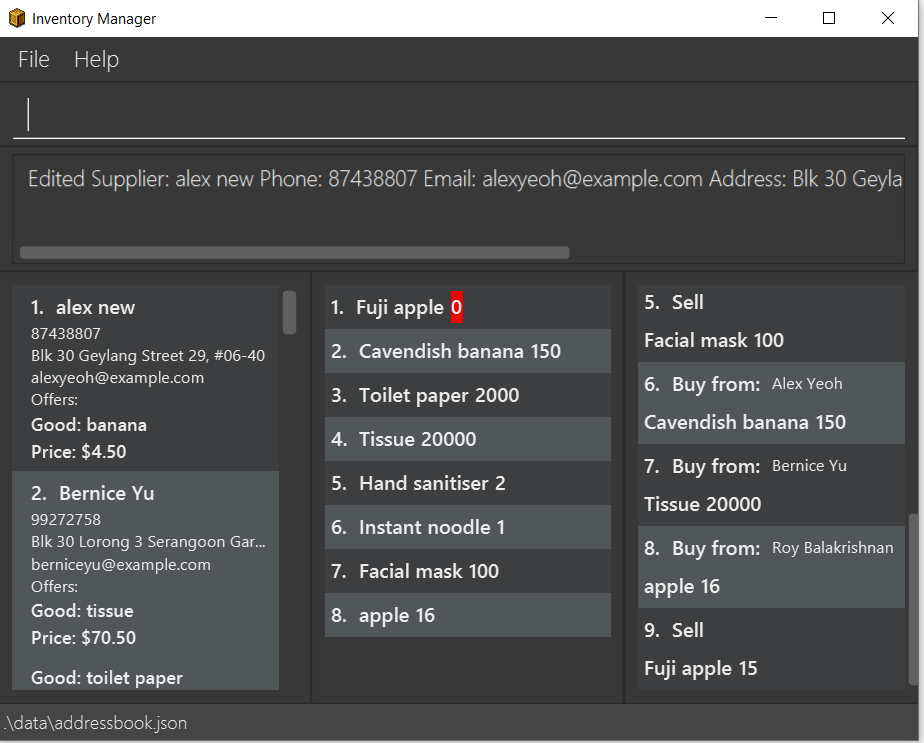 Inventory Manager
File Help
Edited Supplier: alex new Phone: 87438807 Email: alexyeoh@example.com Address: Blk 30 Geyla
1. alex new
87438807
Blk 30 Geylang Street 29, #06-40
alexyeoh@example.com
Offers:
Good: banana
Price: $4.50
2. Bernice Yu
99272758
Blk 30 Lorong 3 Serangoon Gar...
berniceyu@example.com
Offers:
Good: tissue
Price: $70.50
Good: toilet paper
1. Fuji apple 0
2. Cavendish banana 150
3. Toilet paper 2000
4. Tissue 20000
5. Hand sanitiser 2
6. Instant noodle 1
7. Facial mask 100
8. apple 16
5. Sell
Facial mask 100
6. Buy from: Alex Yeoh
Cavendish banana 150
7. Buy from: Bernice Yu
Tissue 20000
8. Buy from: Roy Balakrishnan
apple 16
9. Sell
Fuji apple 15
.\data\addressbook.json